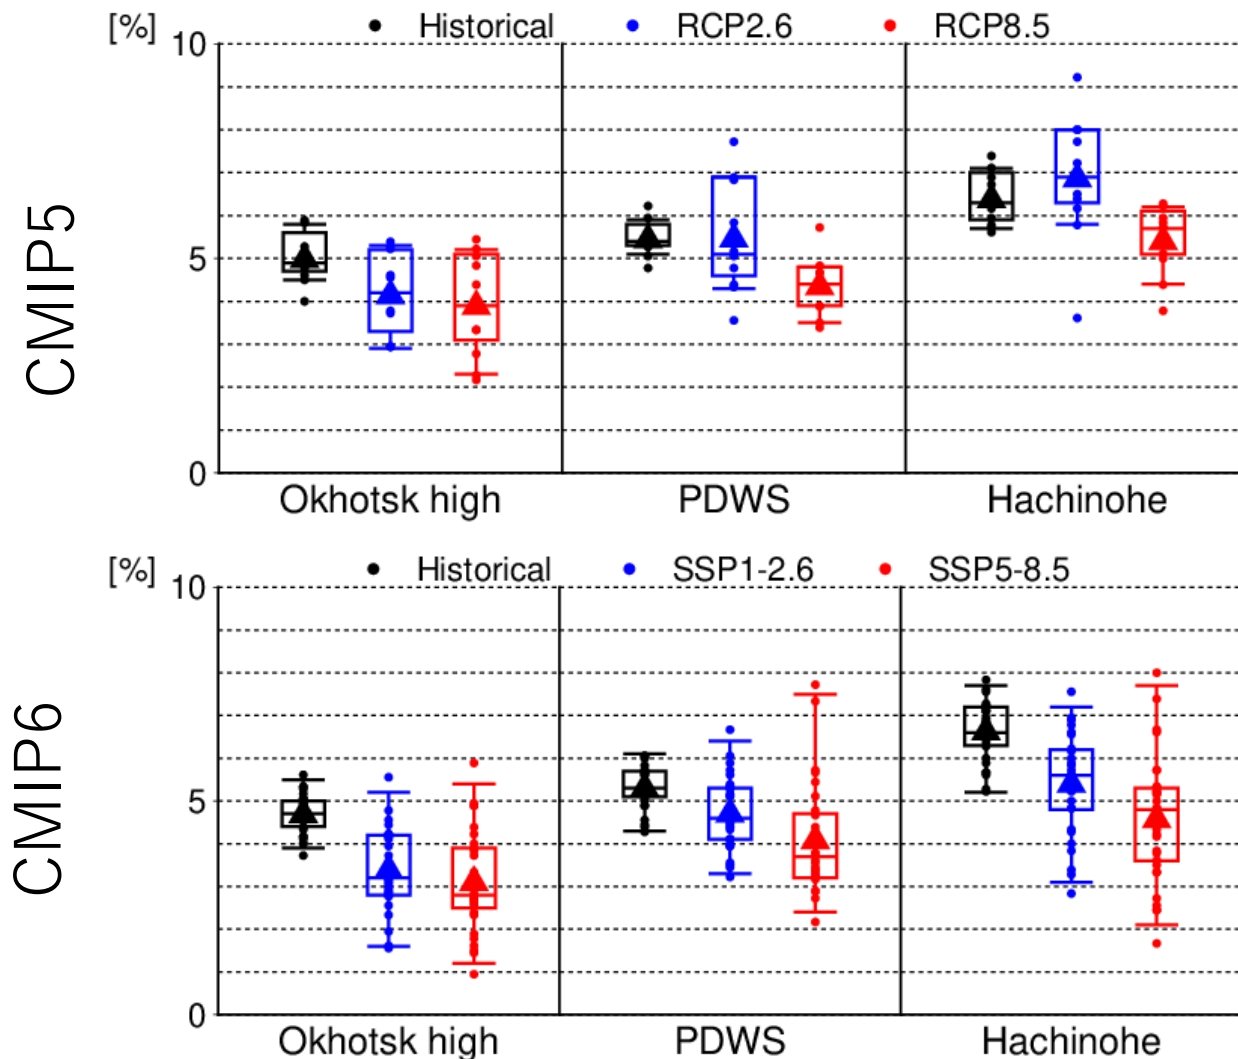 [%] Historical RCP2.6 RCP8.5
10
CMIP5
5
0
Okhotsk high PDWS Hachinohe
[%] Historical SSP1-2.6 SSP5-8.5
10
CMIP6
5
0
Okhotsk high PDWS Hachinohe